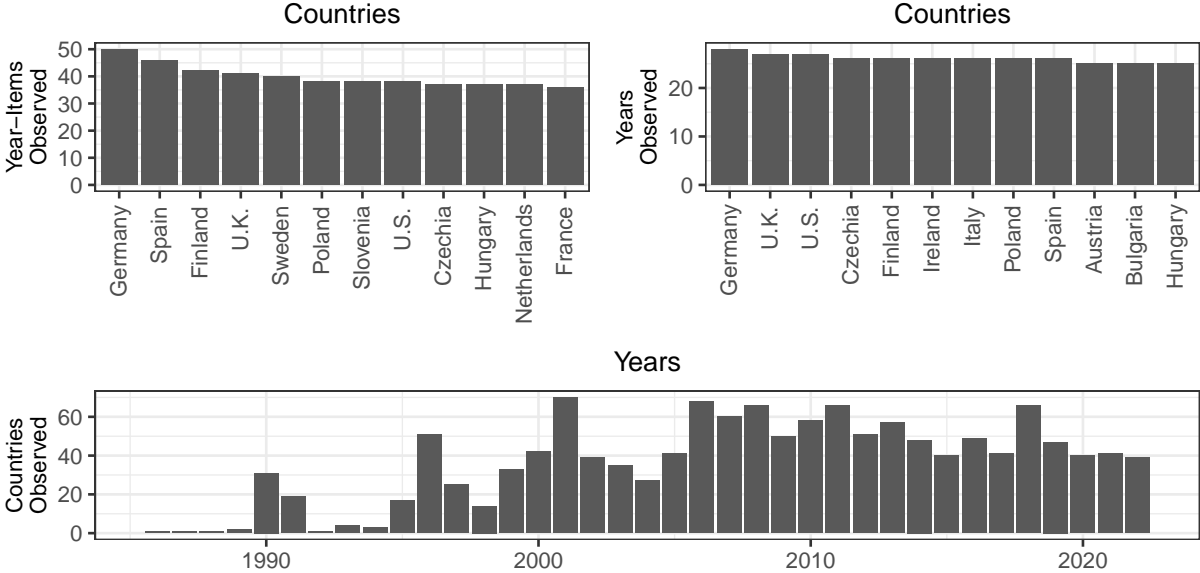 Countries
Year−Items
Observed
50
40
30
20
10
0
Germany
Spain
Finland
U.K.
Sweden
Poland
Slovenia
U.S.
Czechia
Hungary
Netherlands
France
Countries
Years
Observed
20
10
0
Germany
U.K.
U.S.
Czechia
Finland
Ireland
Italy
Poland
Spain
Austria
Bulgaria
Hungary
Years
Countries
Observed
60
40
20
0
1990
2000
2010
2020